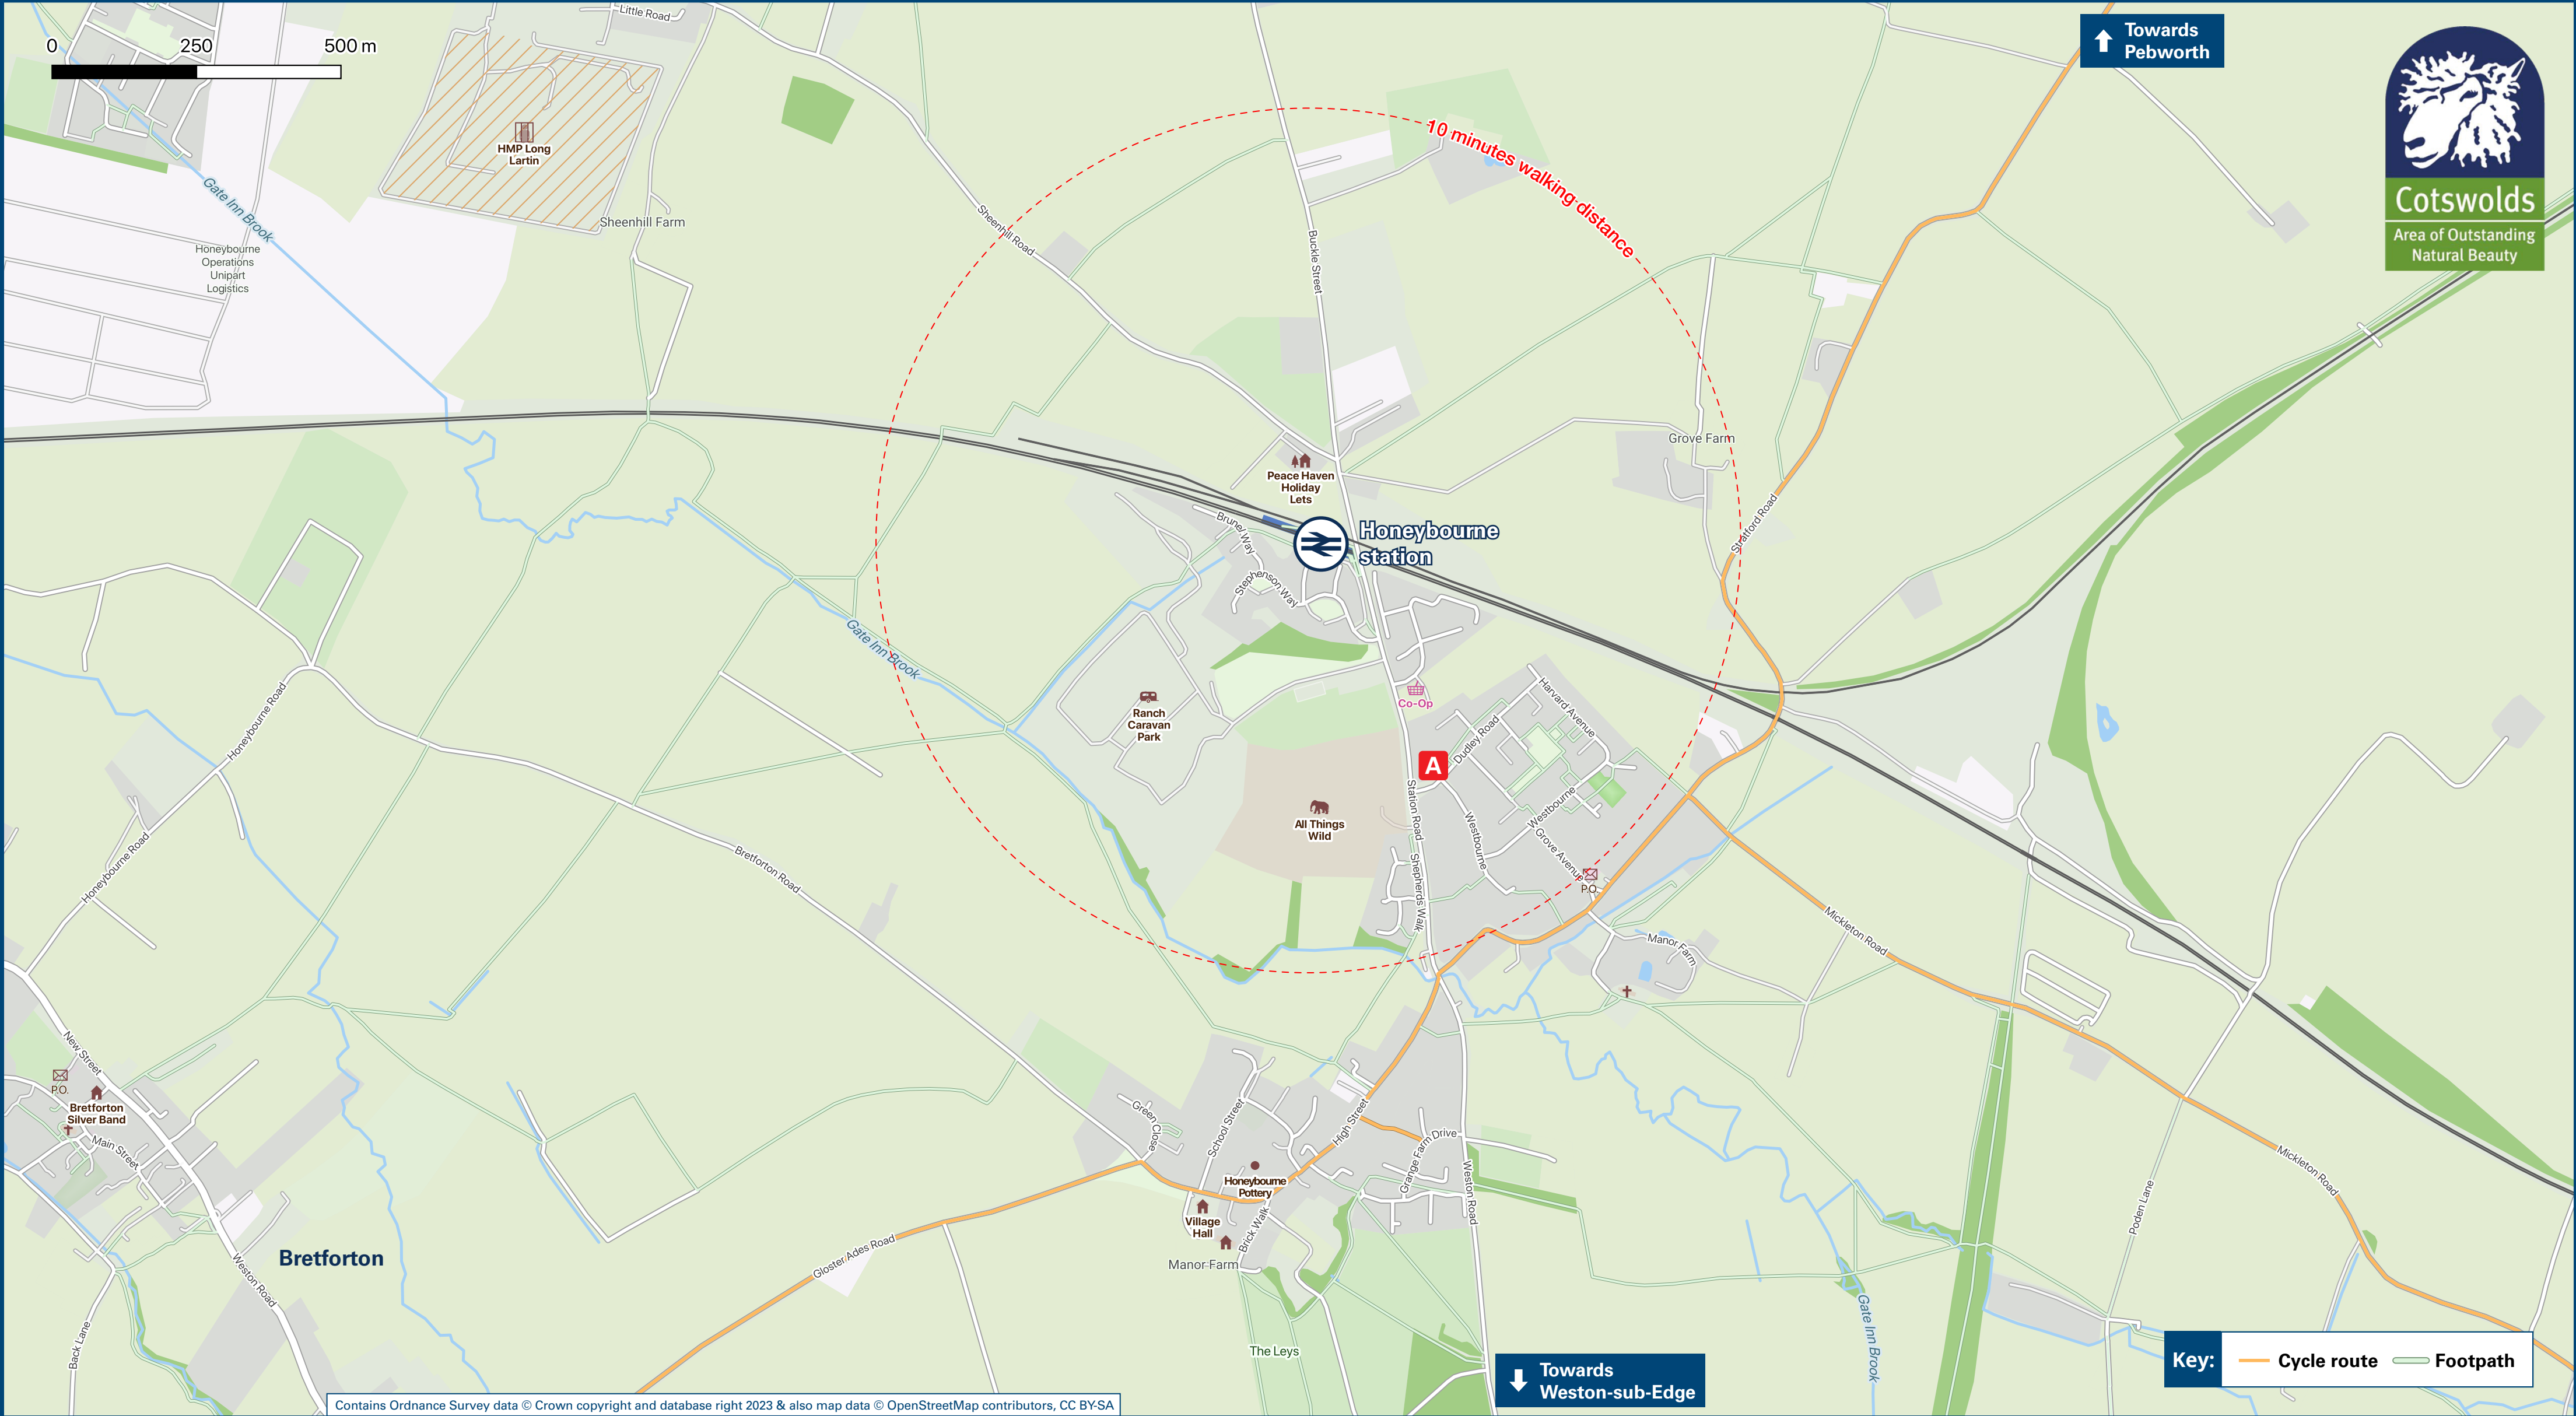 0 250 500 m
Little Road
Towards
Pebworth
Cotswolds
Area of Outstanding
Natural Beauty
HMP Long
Lartin
10 minutes walking distance
Gate Inn Brook
Sheenhill Farm
Sheenhill Road
Buckle Street
Honeybourne
Operations
Unipart
Logistics
Grove Farm
Peace Haven
Holiday
Lets
Brunel Way
Honeybourne
station
Stratford Road
Stephenson Way
Gate Inn Brook
Honeybourne Road
Ranch
Caravan
Park
Co-Op
Harvard Avenue
Dudley Road
A
Station Road
All Things
Wild
Westbourne
Westbourne
Grove Avenue
Honeybourne Road
Bretforton Road
Shepherds Walk
P.O.
Mickleton Road
Manor Farm
New Street
P.O.
Bretforton
Silver Band
Main Street
Green Close
School Street
High Street
Grange Farm Drive
Weston Road
Honeybourne
Pottery
Village
Hall
Brick Walk
Manor Farm
Mickleton Road
Poden Lane
Bretforton
Weston Road
Gloster Ades Road
Back Lane
The Leys
Gate Inn Brook
Towards
Weston-sub-Edge
Key: Cycle route Footpath
Contains Ordnance Survey data © Crown copyright and database right 2023 & also map data © OpenStreetMap contributors, CC BY-SA